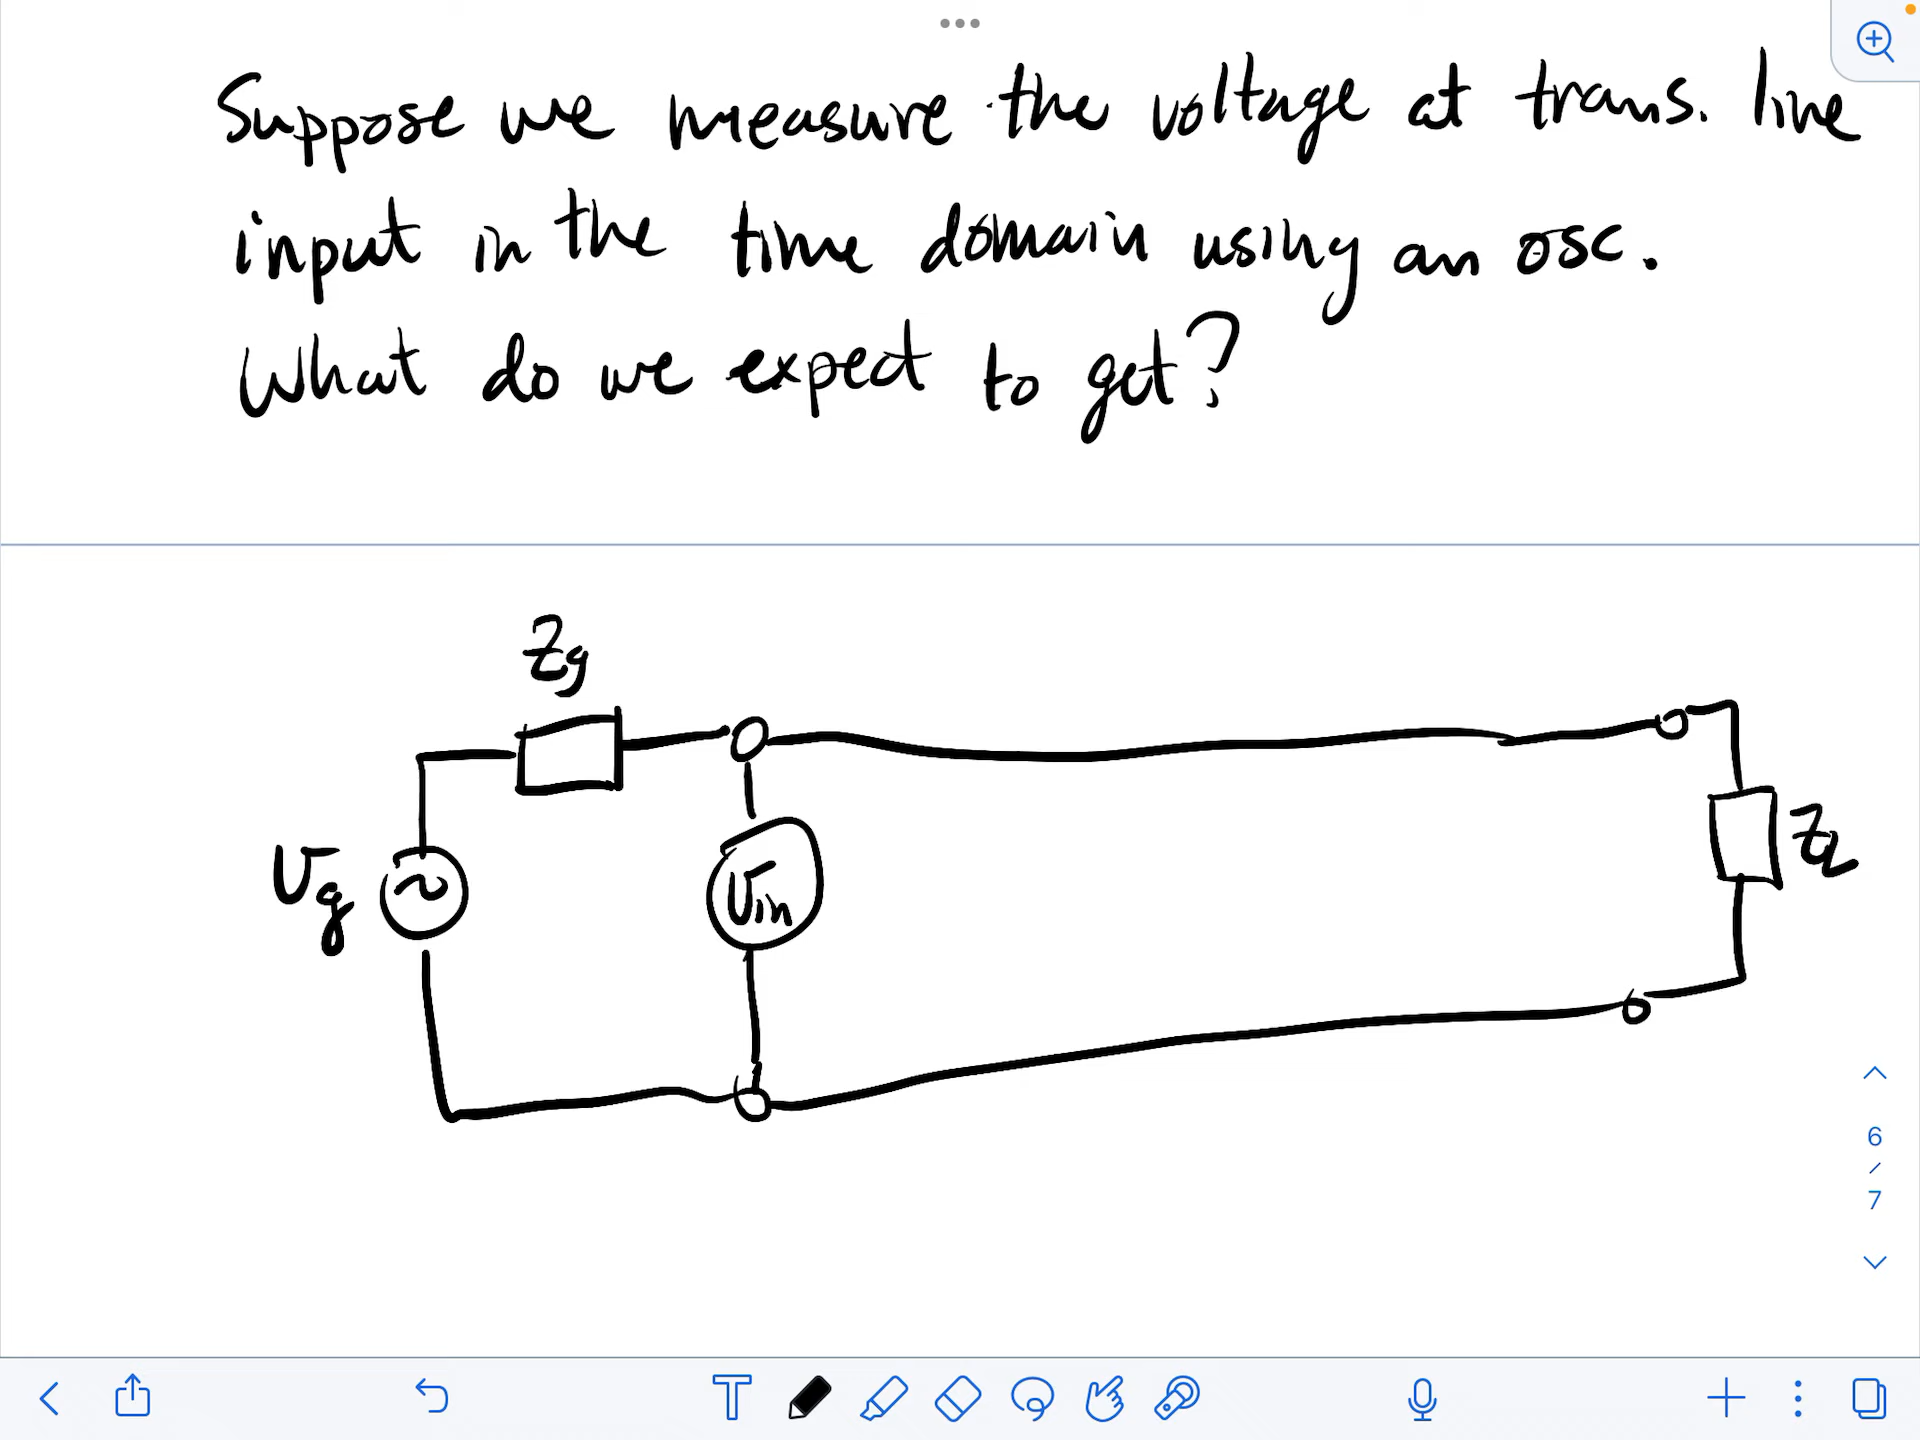 Suppose we measure the voltage at trans. line
input in the time domain using an osc.
What do we expect to get?
Zg
Vg
Vin
ZL
6
/
7
T